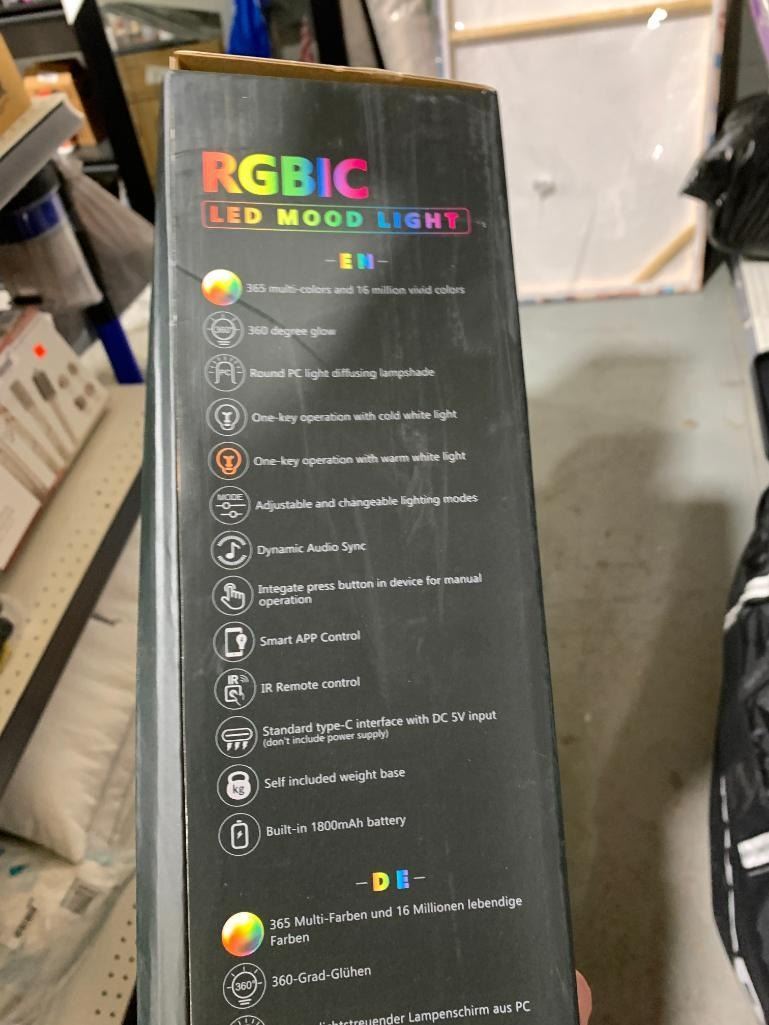 RGBIC
LED MOOD LIGHT
-EN-
365 multi-colors and 16 million vivid colors
360°
360 degree glow
PC
Round PC light diffusing lampshade
One-key operation with cold white light
One-key operation with warm white light
MODE
Adjustable and changeable lighting modes
Dynamic Audio Sync
Integate press button in device for manual
operation
Smart APP Control
IR
IR Remote control
Standard type-C interface with DC 5V input
(don't include power supply)
kg
Self included weight base
Built-in 1800mAh battery
-DE-
365 Multi-Farben und 16 Millionen lebendige
Farben
360°
360-Grad-Glühen
Lampenschirm aus PC